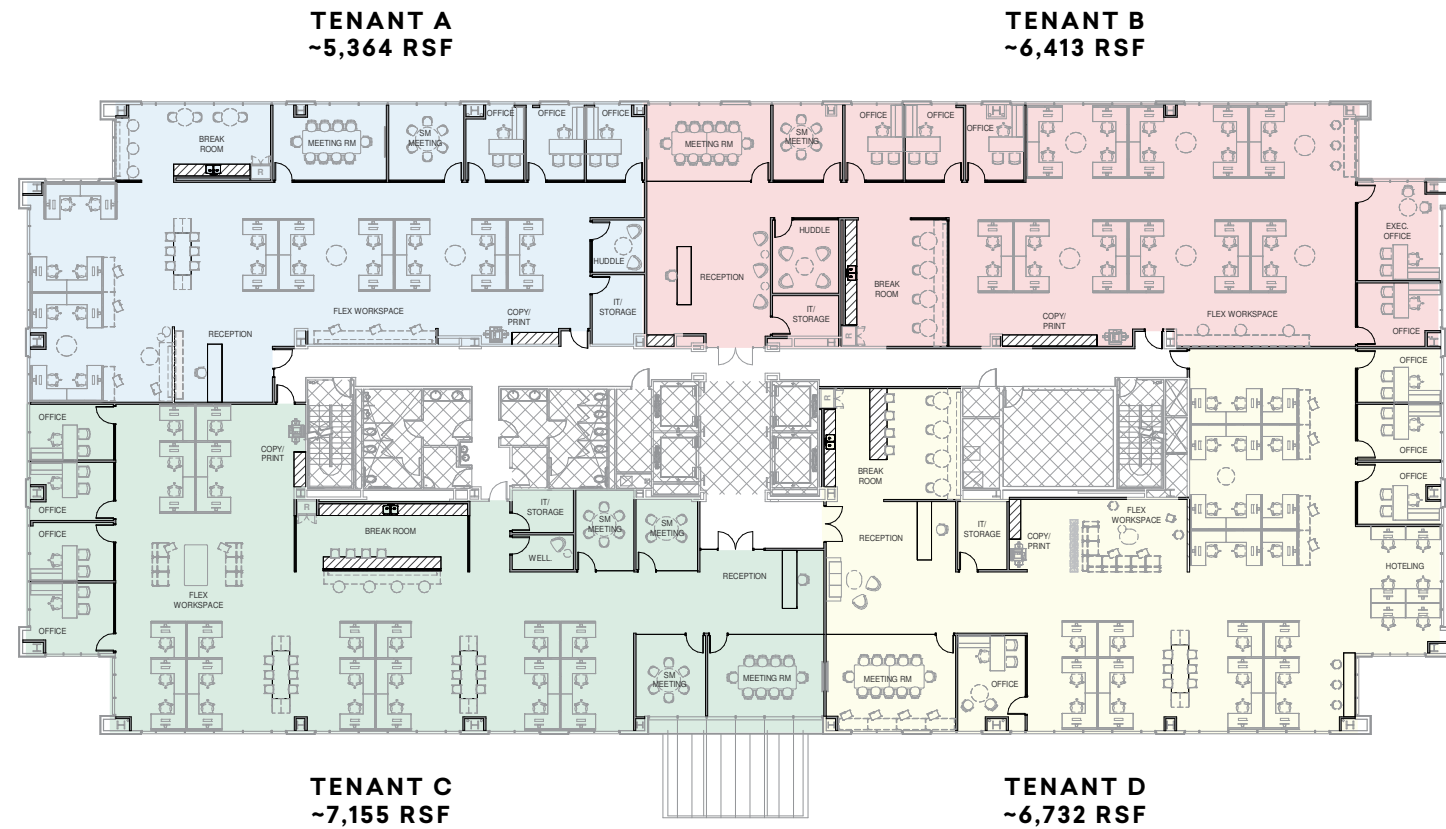 TENANT A
~5,364 RSF
TENANT B
~6,413 RSF
BREAK
ROOM
MEETING RM
SM
MEETING
OFFICE
OFFICE
OFFICE
R
HUDDLE
IT/
STORAGE
FLEX WORKSPACE
COPY/
PRINT
RECEPTION
MEETING RM
SM
MEETING
OFFICE
OFFICE
OFFICE
HUDDLE
RECEPTION
IT/
STORAGE
BREAK
ROOM
R
COPY/
PRINT
FLEX WORKSPACE
EXEC.
OFFICE
OFFICE
OFFICE
OFFICE
OFFICE
OFFICE
COPY/
PRINT
R
BREAK ROOM
IT/
STORAGE
WELL.
SM
MEETING
SM
MEETING
OFFICE
OFFICE
FLEX
WORKSPACE
RECEPTION
SM
MEETING
MEETING RM
R
BREAK
ROOM
RECEPTION
IT/
STORAGE
COPY/
PRINT
FLEX
WORKSPACE
OFFICE
HOTELING
MEETING RM
OFFICE
TENANT C
~7,155 RSF
TENANT D
~6,732 RSF